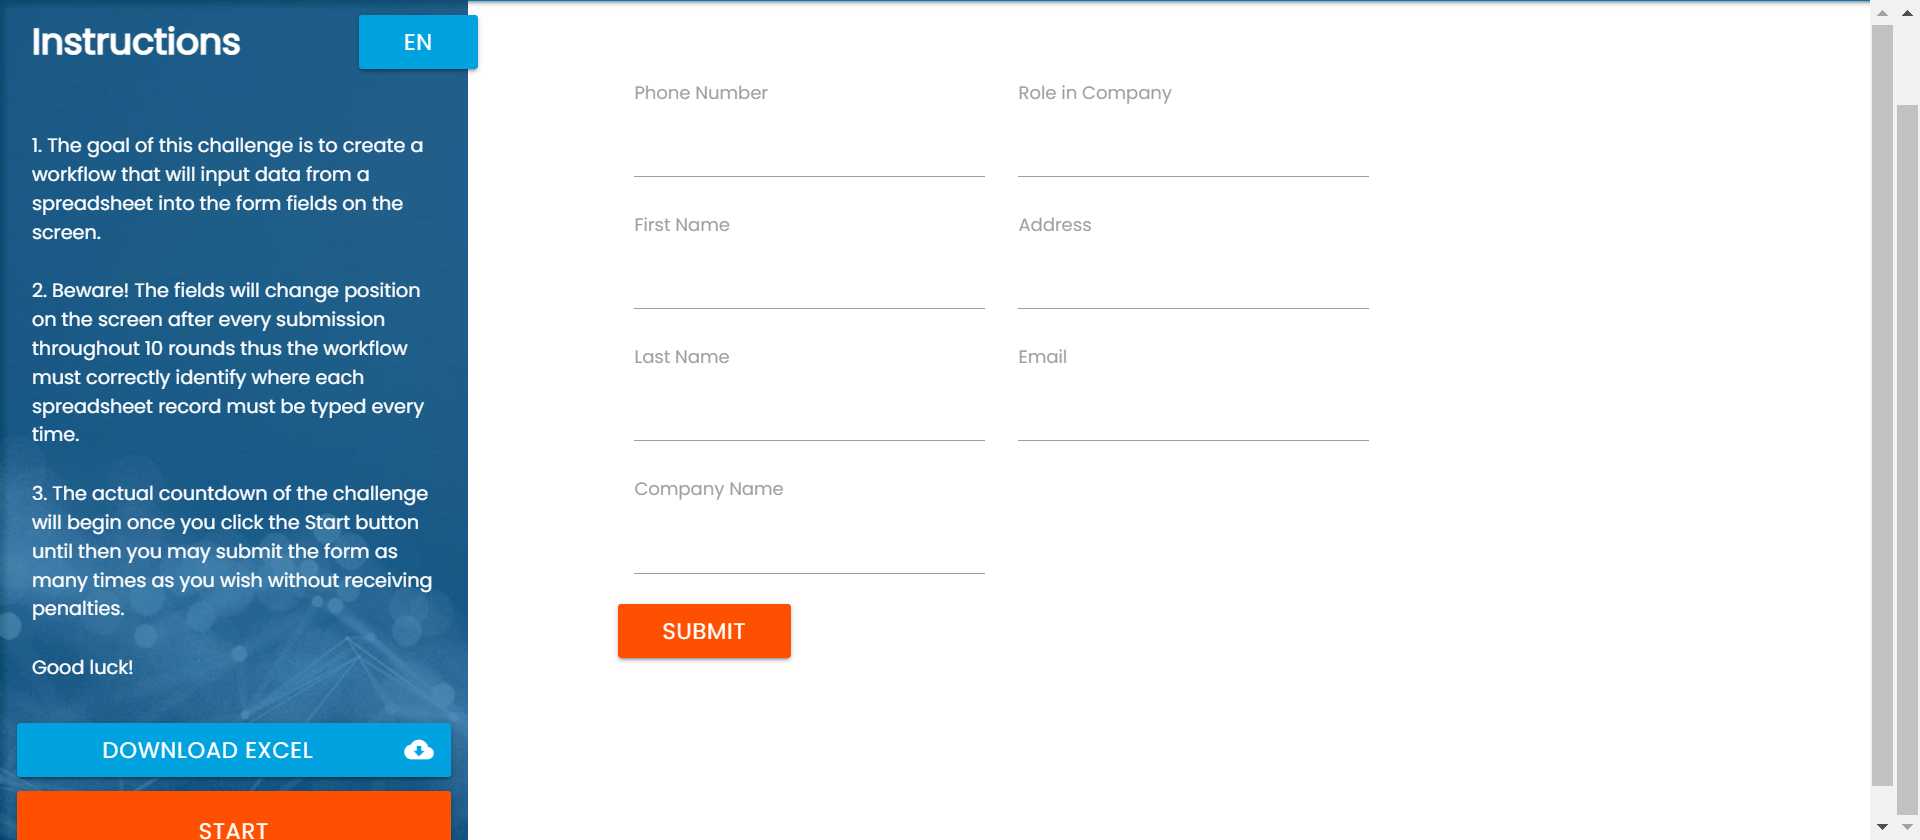 Instructions
EN
1. The goal of this challenge is to create a
workflow that will input data from a
spreadsheet into the form fields on the
screen.
2. Beware! The fields will change position
on the screen after every submission
throughout 10 rounds thus the workflow
must correctly identify where each
spreadsheet record must be typed every
time.
3. The actual countdown of the challenge
will begin once you click the Start button
until then you may submit the form as
many times as you wish without receiving
penalties.
Good luck!
DOWNLOAD EXCEL
START
Phone Number
Role in Company
First Name
Address
Last Name
Email
Company Name
SUBMIT